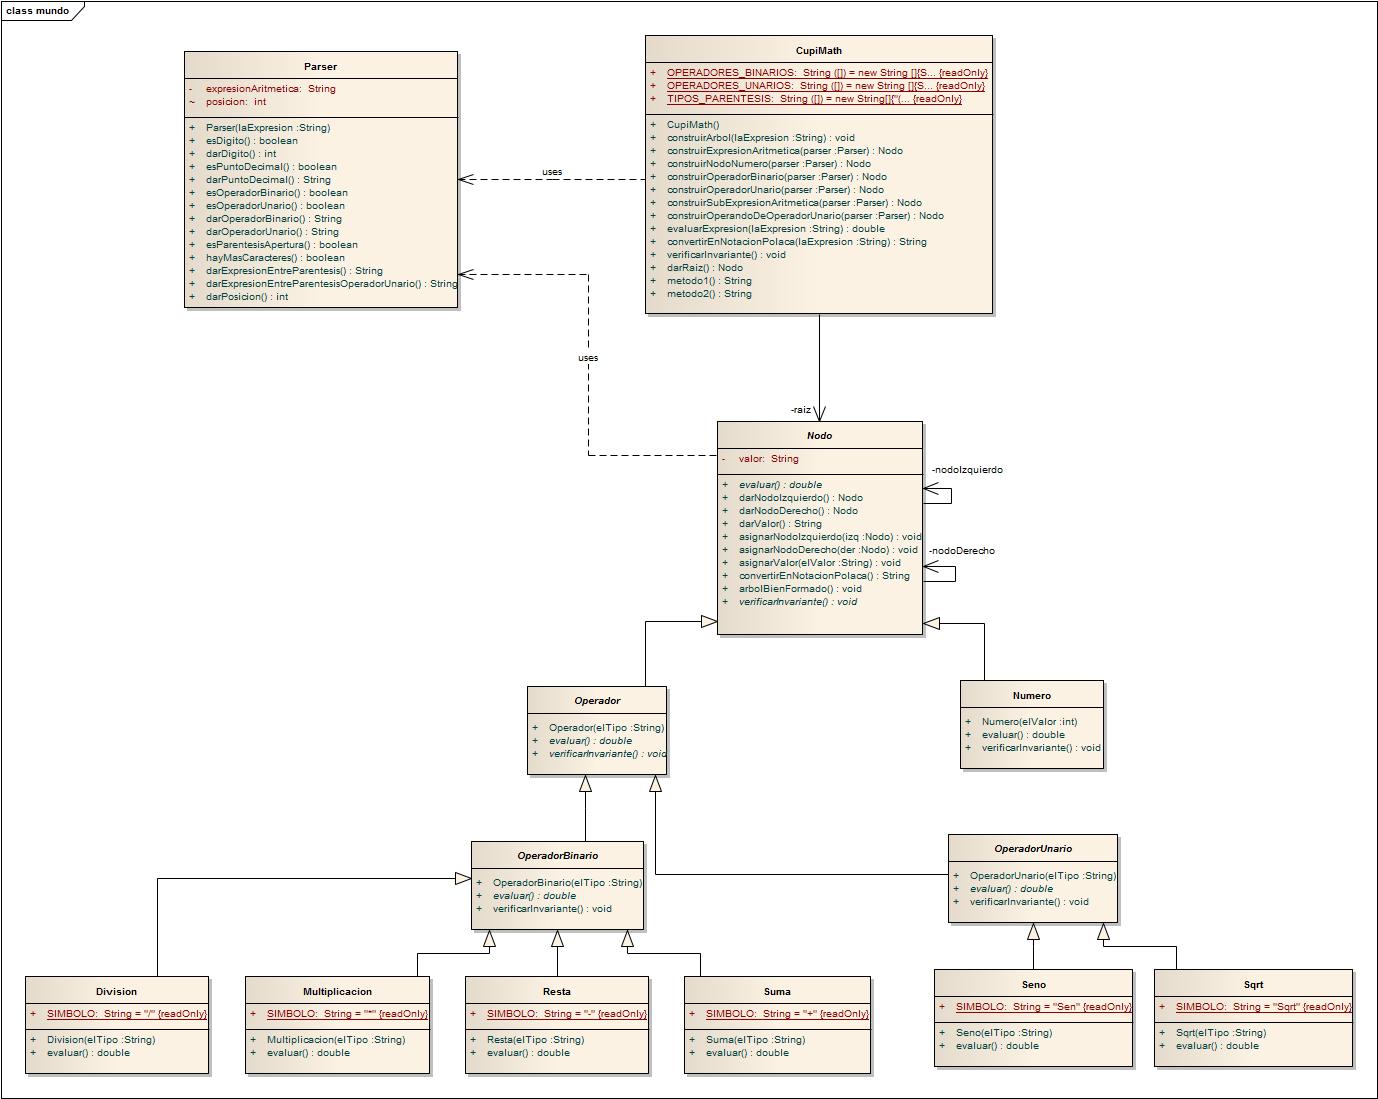 class mundo
Parser
- expresionAritmetica: String
~ posicion: int
+ Parser(laExpresion :String)
+ esDigito() : boolean
+ darDigito() : int
+ esPuntoDecimal() : boolean
+ darPuntoDecimal() : String
+ esOperadorBinario() : boolean
+ esOperadorUnario() : boolean
+ darOperadorBinario() : String
+ darOperadorUnario() : String
+ esParentesisApertura() : boolean
+ hayMasCaracteres() : boolean
+ darExpresionEntreParentesis() : String
+ darExpresionEntreParentesisOperadorUnario() : String
+ darPosicion() : int
CupiMath
+ OPERADORES_BINARIOS: String ([]) = new String []{S... {readOnly}
+ OPERADORES_UNARIOS: String ([]) = new String []{S... {readOnly}
+ TIPOS_PARENTESIS: String ([]) = new String[]{"(... {readOnly}
+ CupiMath()
+ construirArbol(laExpresion :String) : void
+ construirExpresionAritmetica(parser :Parser) : Nodo
+ construirNodoNumero(parser :Parser) : Nodo
+ construirOperadorBinario(parser :Parser) : Nodo
+ construirOperadorUnario(parser :Parser) : Nodo
+ construirSubExpresionAritmetica(parser :Parser) : Nodo
+ construirOperandoDeOperadorUnario(parser :Parser) : Nodo
+ evaluarExpresion(laExpresion :String) : double
+ convertirEnNotacionPolaca(laExpresion :String) : String
+ verificarInvariante() : void
+ darRaiz() : Nodo
+ metodo1() : String
+ metodo2() : String
uses
uses
-raiz
Nodo
- valor: String
+ evaluar() : double
+ darNodoIzquierdo() : Nodo
+ darNodoDerecho() : Nodo
+ darValor() : String
+ asignarNodoIzquierdo(izq :Nodo) : void
+ asignarNodoDerecho(der :Nodo) : void
+ asignarValor(elValor :String) : void
+ convertirEnNotacionPolaca() : String
+ arbolBienFormado() : void
+ verificarInvariante() : void
-nodoIzquierdo
-nodoDerecho
Operador
+ Operador(elTipo :String)
+ evaluar() : double
+ verificarInvariante() : void
Numero
+ Numero(elValor :int)
+ evaluar() : double
+ verificarInvariante() : void
OperadorBinario
+ OperadorBinario(elTipo :String)
+ evaluar() : double
+ verificarInvariante() : void
OperadorUnario
+ OperadorUnario(elTipo :String)
+ evaluar() : double
+ verificarInvariante() : void
Division
+ SIMBOLO: String = "/" {readOnly}
+ Division(elTipo :String)
+ evaluar() : double
Multiplicacion
+ SIMBOLO: String = "*" {readOnly}
+ Multiplicacion(elTipo :String)
+ evaluar() : double
Resta
+ SIMBOLO: String = "-" {readOnly}
+ Resta(elTipo :String)
+ evaluar() : double
Suma
+ SIMBOLO: String = "+" {readOnly}
+ Suma(elTipo :String)
+ evaluar() : double
Seno
+ SIMBOLO: String = "Sen" {readOnly}
+ Seno(elTipo :String)
+ evaluar() : double
Sqrt
+ SIMBOLO: String = "Sqrt" {readOnly}
+ Sqrt(elTipo :String)
+ evaluar() : double